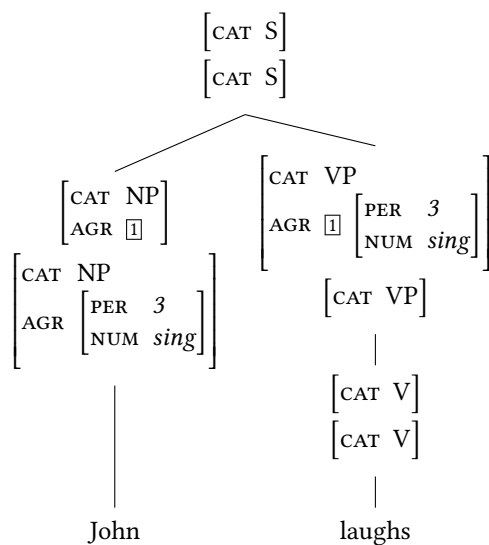 [CAT S]
[CAT S]
[CAT NP
AGR 1]
[CAT VP
AGR 1 [PER 3
NUM sing]]
[CAT NP
AGR [PER 3
NUM sing]]
[CAT VP]
[CAT V]
[CAT V]
John
laughs